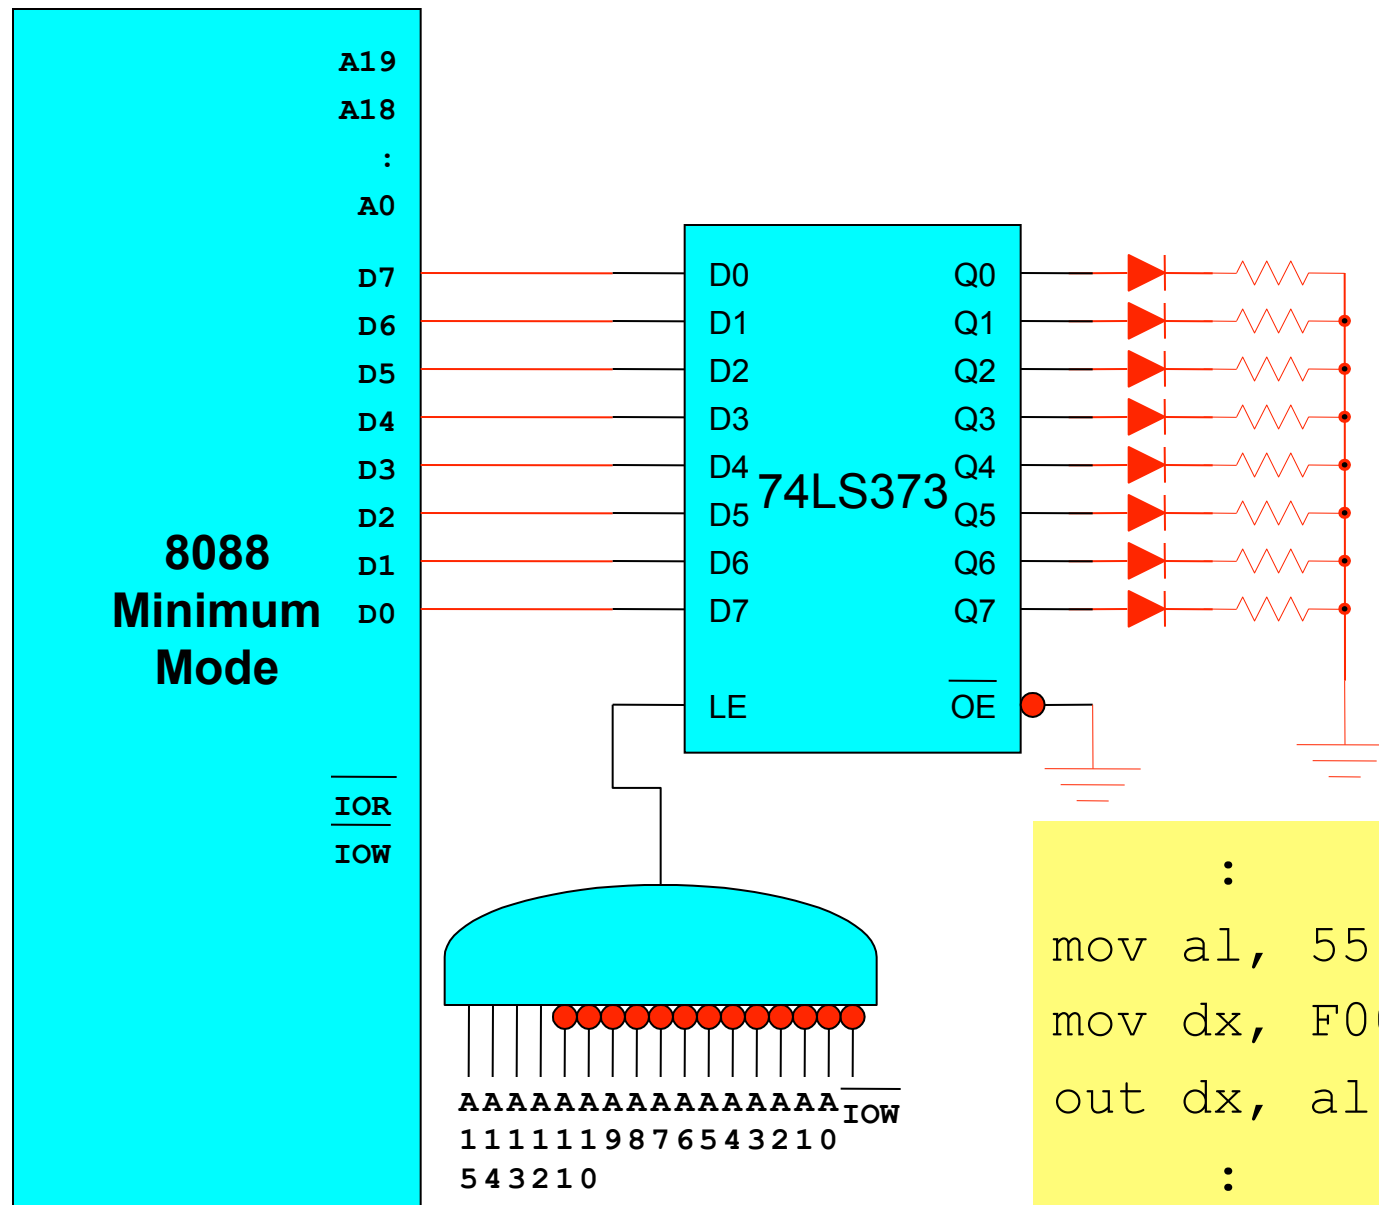 A19
A18
:
A0
D7
D6
D5
D4
D3
D2
D1
D0
8088
Minimum
Mode
IOR
IOW
D0
D1
D2
D3
D4
D5
D6
D7
LE
74LS373
Q0
Q1
Q2
Q3
Q4
Q5
Q6
Q7
OE
AAAAAAAAAAAAAAAA IOW
1111119876543210
543210
:
mov al, 55
mov dx, F0
out dx, al
: